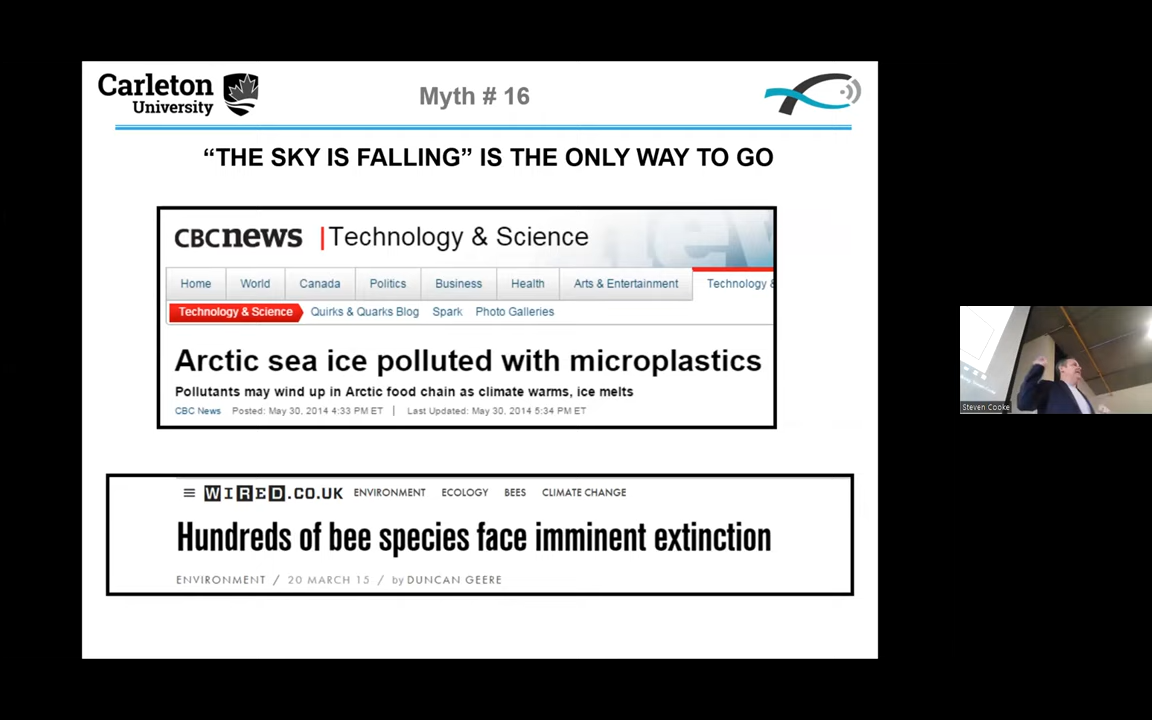 Carleton
University
Myth # 16
“THE SKY IS FALLING” IS THE ONLY WAY TO GO
CBCnews | Technology & Science
Home World Canada Politics Business Health Arts & Entertainment Technology &
Technology & Science Quirks & Quarks Blog Spark Photo Galleries
Arctic sea ice polluted with microplastics
Pollutants may wind up in Arctic food chain as climate warms, ice melts
CBC News Posted: May 30, 2014 4:33 PM ET | Last Updated: May 30, 2014 5:34 PM ET
Steven Cooke
WIRED.CO.UK ENVIRONMENT ECOLOGY BEES CLIMATE CHANGE
Hundreds of bee species face imminent extinction
ENVIRONMENT / 20 MARCH 15 / by DUNCAN GEERE